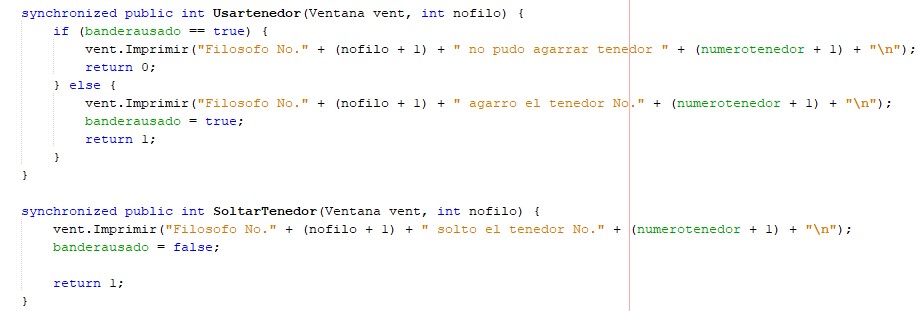 synchronized public int Usartenedor(Ventana vent, int nofilo) {
if (banderausado == true) {
vent.Imprimir("Filosofo No." + (nofilo + 1) + " no pudo agarrar tenedor " + (numerotenedor + 1) + "\n");
return 0;
} else {
vent.Imprimir("Filosofo No." + (nofilo + 1) + " agarro el tenedor No." + (numerotenedor + 1) + "\n");
banderausado = true;
return 1;
}
}
synchronized public int SoltarTenedor(Ventana vent, int nofilo) {
vent.Imprimir("Filosofo No." + (nofilo + 1) + " solto el tenedor No." + (numerotenedor + 1) + "\n");
banderausado = false;
return 1;
}